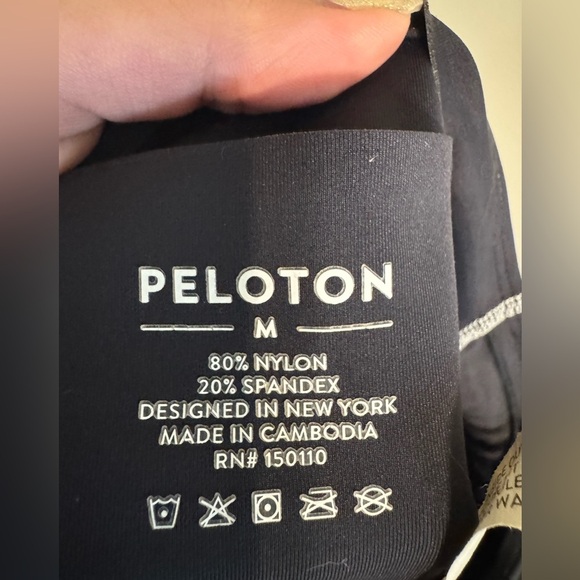 PELOTON
M
80% NYLON
20% SPANDEX
DESIGNED IN NEW YORK
MADE IN CAMBODIA
RN# 150110